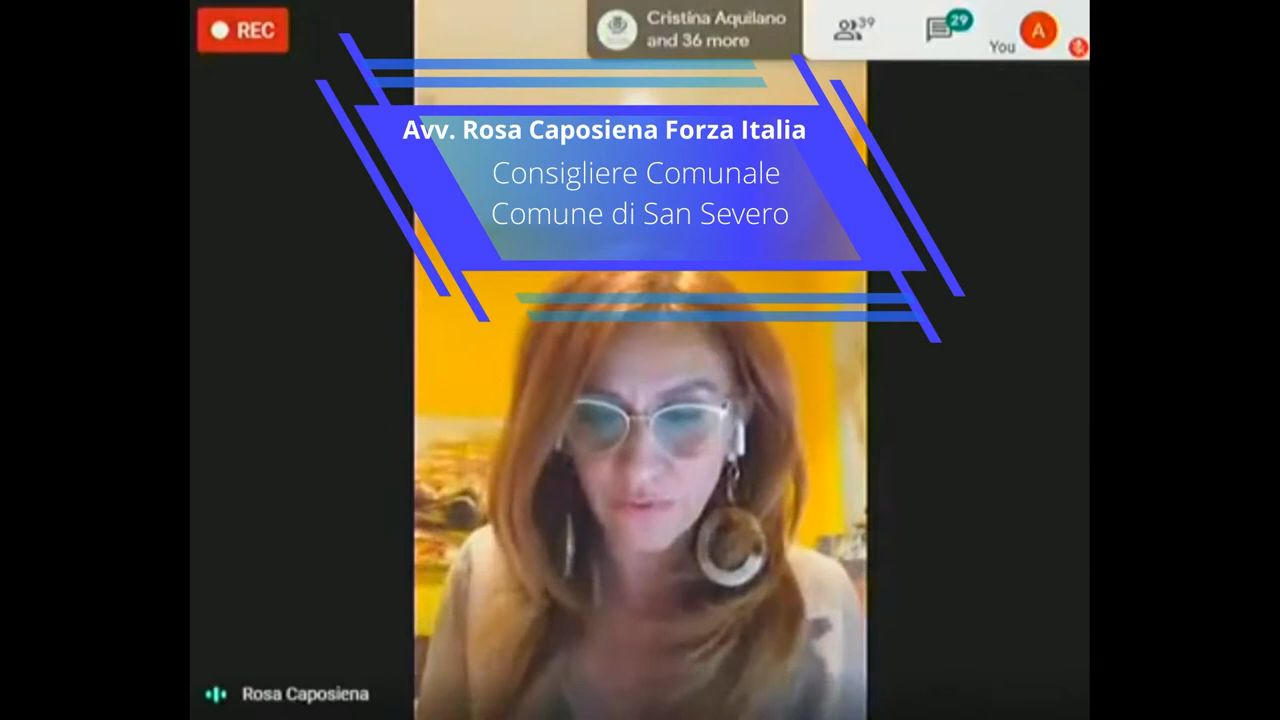 REC
Cristina Aquilano
and 36 more
39
29
You
A
Avv. Rosa Caposiena Forza Italia
Consigliere Comunale
Comune di San Severo
Rosa Caposiena